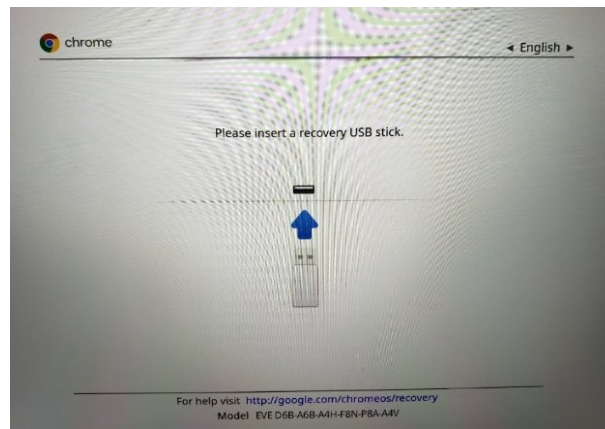 chrome
◄ English ►
Please insert a recovery USB stick.
For help visit http://google.com/chromeos/recovery
Model EVE D6B-A6B-A4H-F8N-P8A-A4V